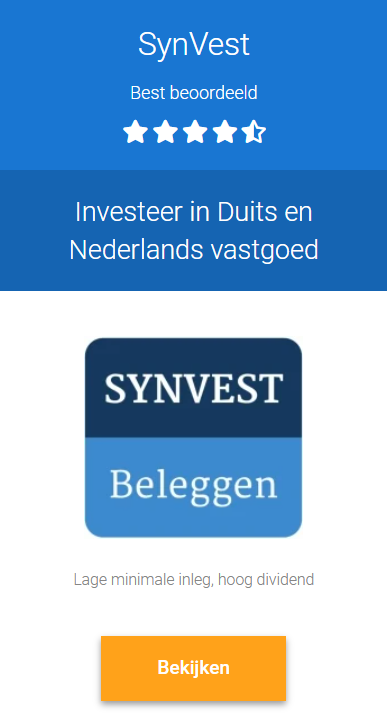 SynVest
Best beoordeeld
Investeer in Duits en
Nederlands vastgoed
SYNVEST
Beleggen
Lage minimale inleg, hoog dividend
Bekijken